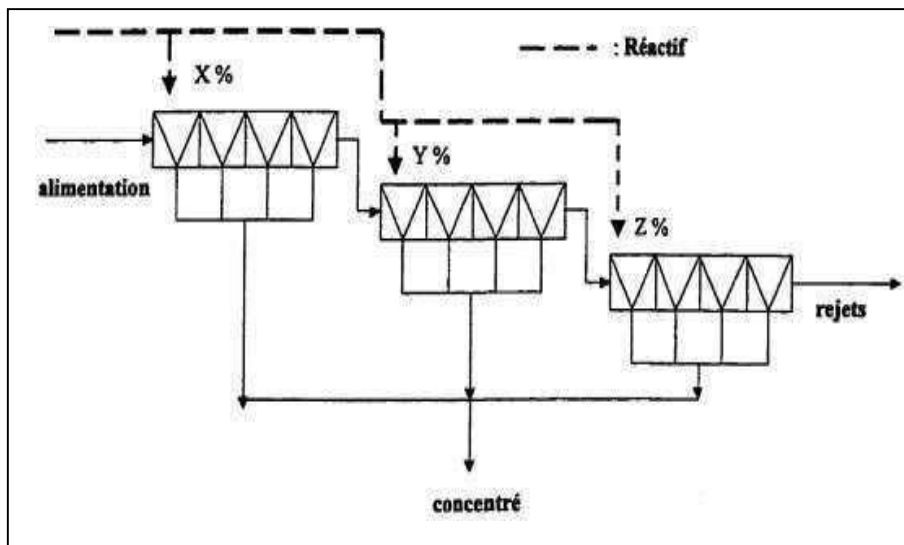 : Réactif
X %
Y %
alimentation
Z %
rejets
concentré